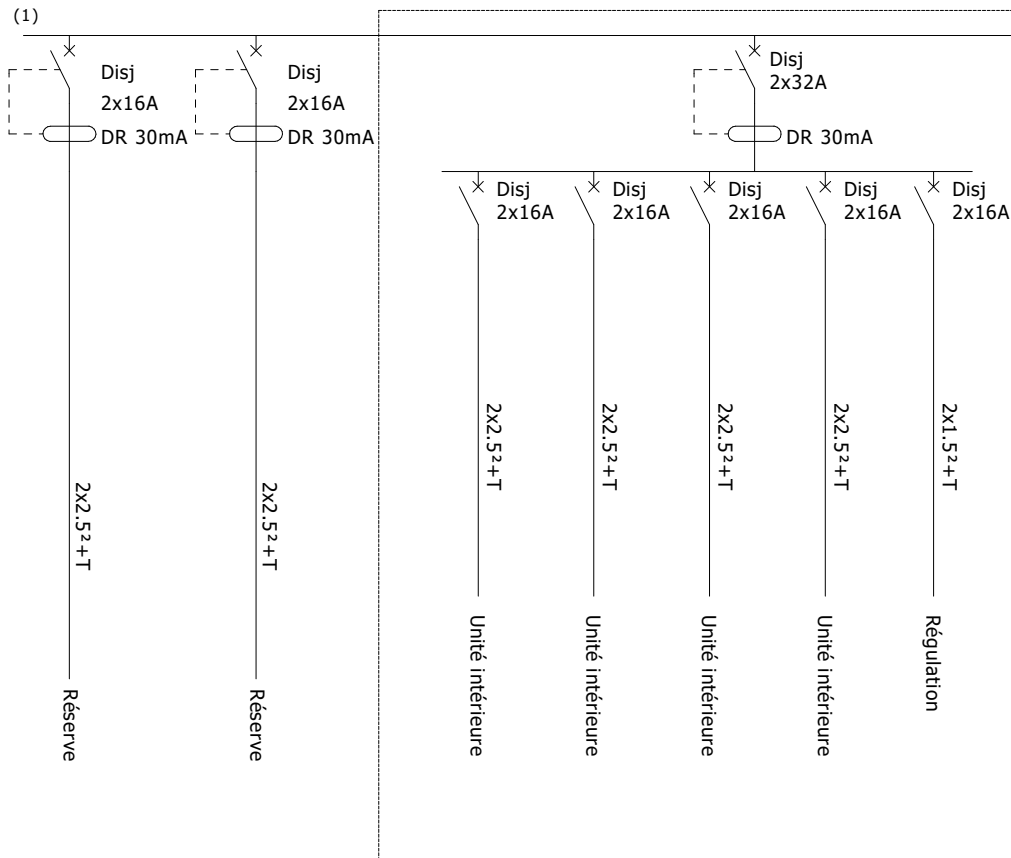 (1)
Disj
2x16A
DR 30mA
2x2.5²+T
Réserve
Disj
2x16A
DR 30mA
2x2.5²+T
Réserve
Disj
2x32A
DR 30mA
Disj
2x16A
2x2.5²+T
Unité intérieure
Disj
2x16A
2x2.5²+T
Unité intérieure
Disj
2x16A
2x2.5²+T
Unité intérieure
Disj
2x16A
2x2.5²+T
Unité intérieure
Disj
2x16A
2x1.5²+T
Régulation